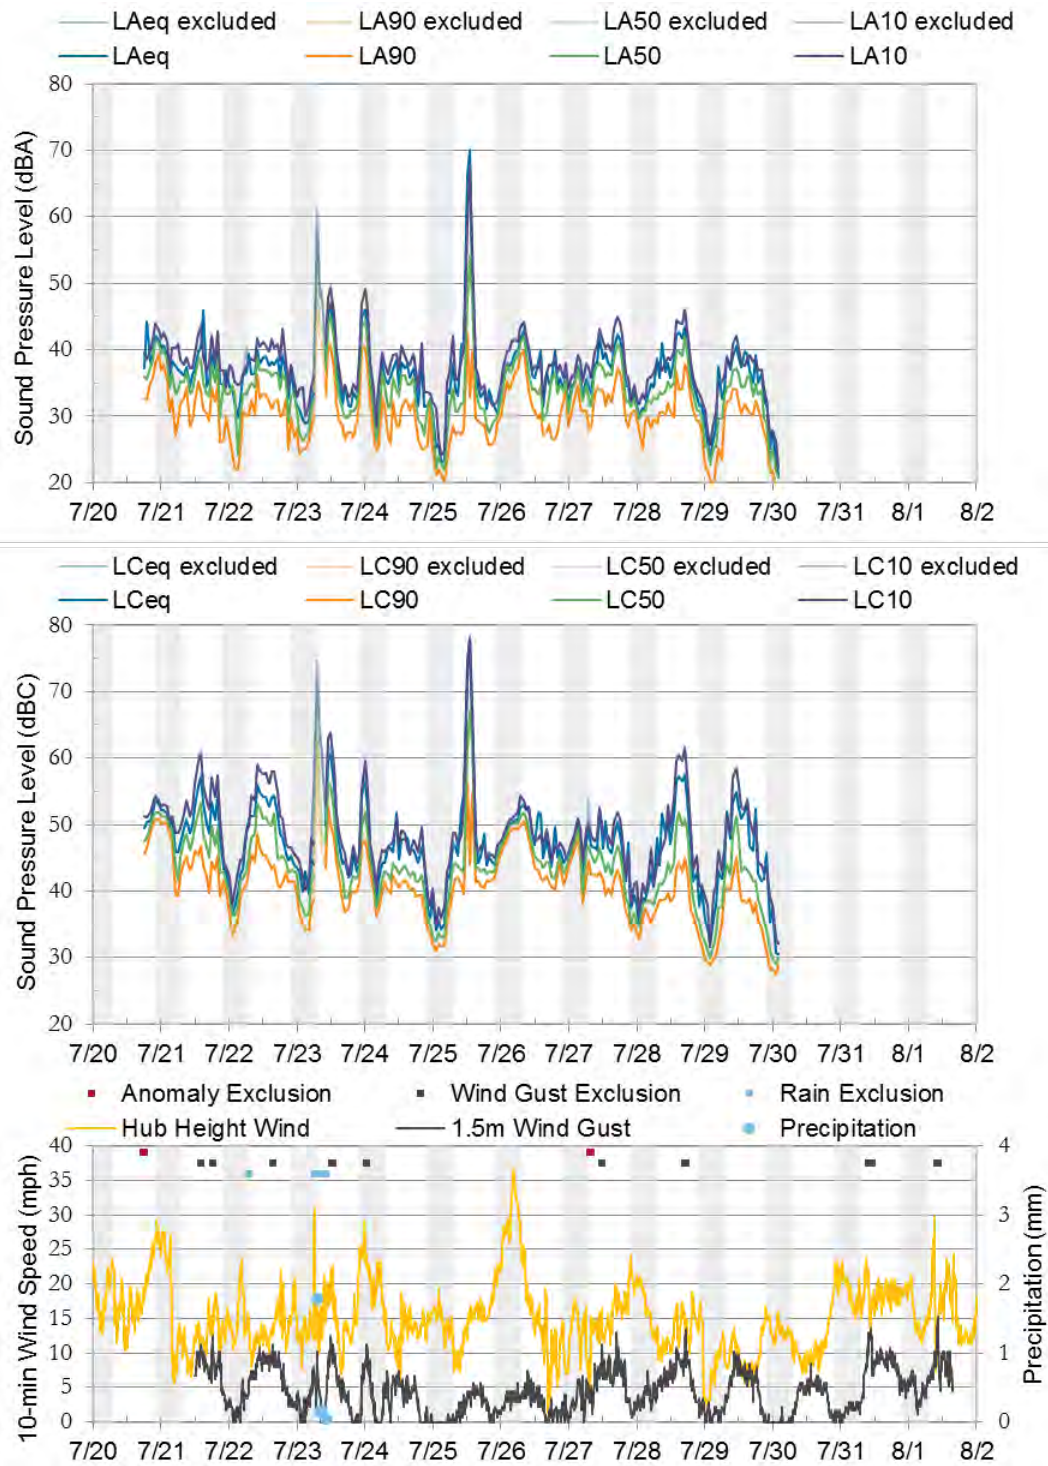 LAeq excluded LA90 excluded LA50 excluded LA10 excluded
LAeq LA90 LA50 LA10
Sound Pressure Level (dBA)
80
70
60
50
40
30
20
7/20 7/21 7/22 7/23 7/24 7/25 7/26 7/27 7/28 7/29 7/30 7/31 8/1 8/2
LCeq excluded LC90 excluded LC50 excluded LC10 excluded
LCeq LC90 LC50 LC10
Sound Pressure Level (dBC)
80
70
60
50
40
30
20
7/20 7/21 7/22 7/23 7/24 7/25 7/26 7/27 7/28 7/29 7/30 7/31 8/1 8/2
Anomaly Exclusion Wind Gust Exclusion Rain Exclusion
Hub Height Wind 1.5m Wind Gust Precipitation
10-min Wind Speed (mph)
40 4
35
30 3
25
20 2
15
10 1
5
0 0
Precipitation (mm)
7/20 7/21 7/22 7/23 7/24 7/25 7/26 7/27 7/28 7/29 7/30 7/31 8/1 8/2